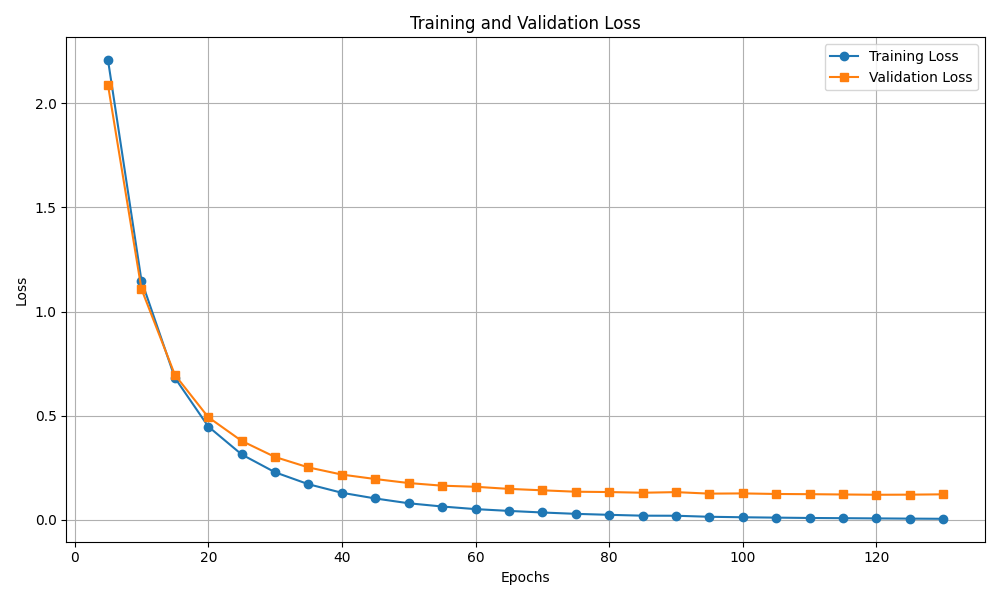 Training and Validation Loss
Training Loss
Validation Loss
2.0
1.5
1.0
0.5
0.0
Loss
0 20 40 60 80 100 120
Epochs